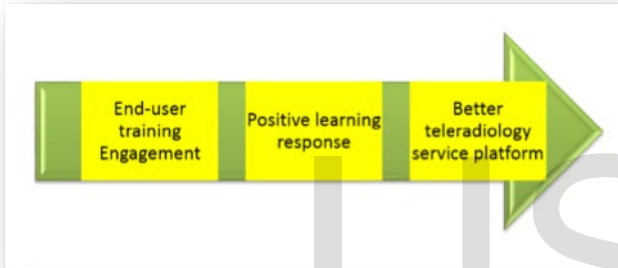 End-user
training
Engagement
Positive learning
response
Better
teleradiology
service platform